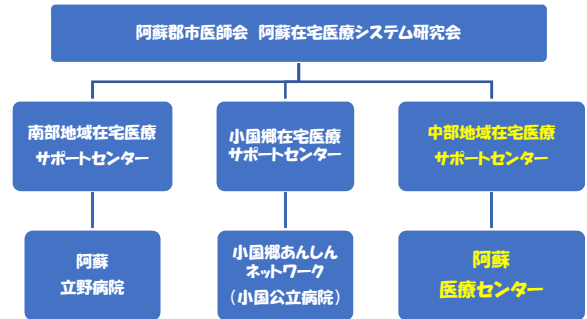 阿蘇郡市医師会 阿蘇在宅医療システム研究会
南部地域在宅医療
サポートセンター
小国郷在宅医療
サポートセンター
中部地域在宅医療
サポートセンター
阿蘇
立野病院
小国郷あんしん
ネットワーク
（小国公立病院）
阿蘇
医療センター